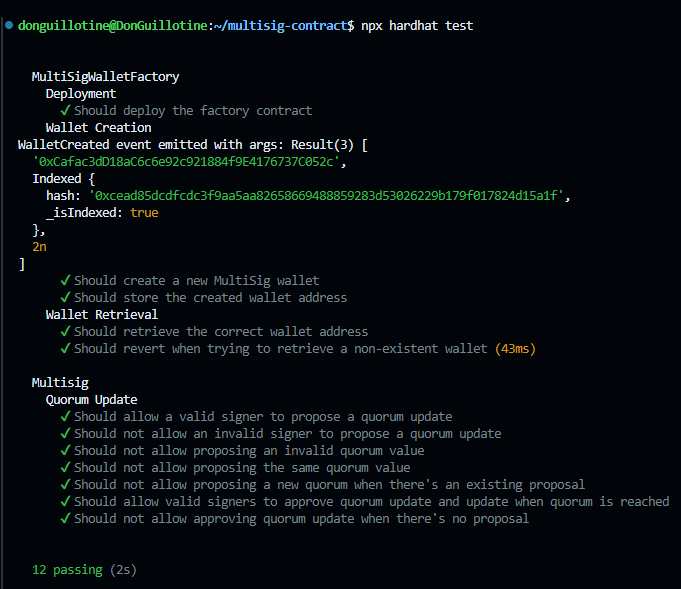 donguillotine@DonGuillotine:~/multisig-contract$ npx hardhat test
MultiSigWalletFactory
Deployment
✓ Should deploy the factory contract
Wallet Creation
WalletCreated event emitted with args: Result(3) [
'0xCafac3dD18aC6c6e92c921884f9E4176737C052c',
Indexed {
hash: '0xcead85dcdfcdc3f9aa5aa82658669488859283d53026229b179f017824d15a1f',
_isIndexed: true
},
2n
]
✓ Should create a new MultiSig wallet
✓ Should store the created wallet address
Wallet Retrieval
✓ Should retrieve the correct wallet address
✓ Should revert when trying to retrieve a non-existent wallet (43ms)
Multisig
Quorum Update
✓ Should allow a valid signer to propose a quorum update
✓ Should not allow an invalid signer to propose a quorum update
✓ Should not allow proposing an invalid quorum value
✓ Should not allow proposing the same quorum value
✓ Should not allow proposing a new quorum when there's an existing proposal
✓ Should allow valid signers to approve quorum update and update when quorum is reached
✓ Should not allow approving quorum update when there's no proposal
12 passing (2s)